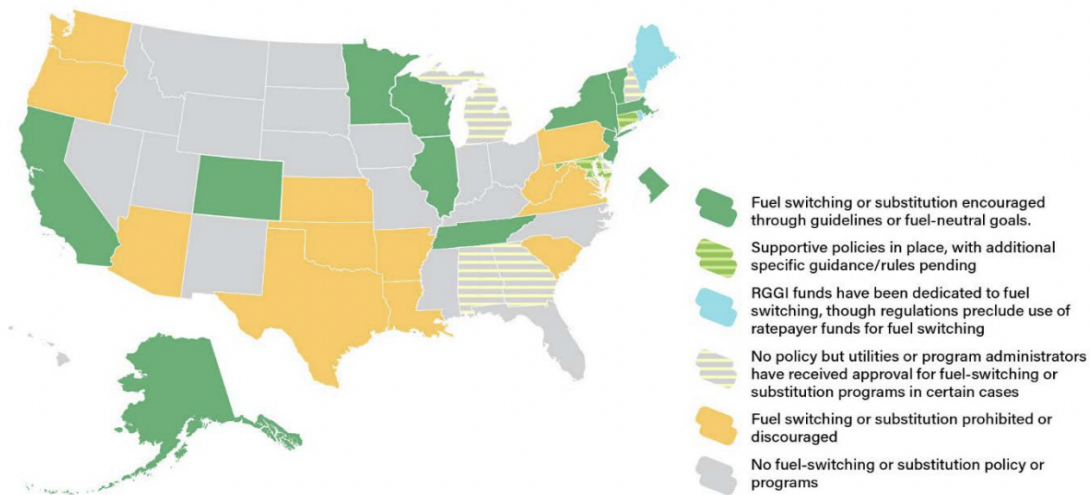 Fuel switching or substitution encouraged
through guidelines or fuel-neutral goals.
Supportive policies in place, with additional
specific guidance/rules pending
RGGI funds have been dedicated to fuel
switching, though regulations preclude use of
ratepayer funds for fuel switching
No policy but utilities or program administrators
have received approval for fuel-switching or
substitution programs in certain cases
Fuel switching or substitution prohibited or
discouraged
No fuel-switching or substitution policy or
programs